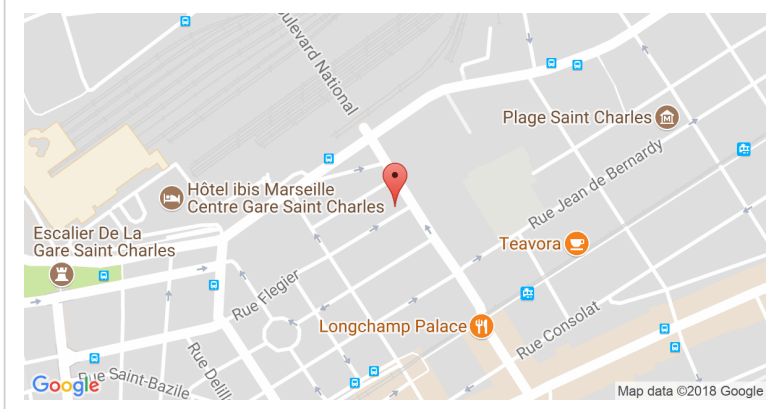 Boulevard National
Plage Saint Charles
Hôtel ibis Marseille
Centre Gare Saint Charles
Rue Jean de Bernardy
Escalier De La
Gare Saint Charles
Teavora
Rue Flegier
Longchamp Palace
Rue Consolat
Rue Saint-Bazile
Google
Map data ©2018 Google